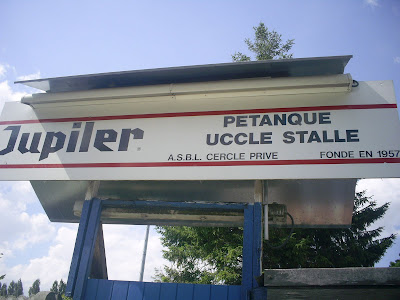 Jupiler
PETANQUE
UCCLE STALLE
A.S.B.L. CERCLE PRIVE FONDE EN 1957